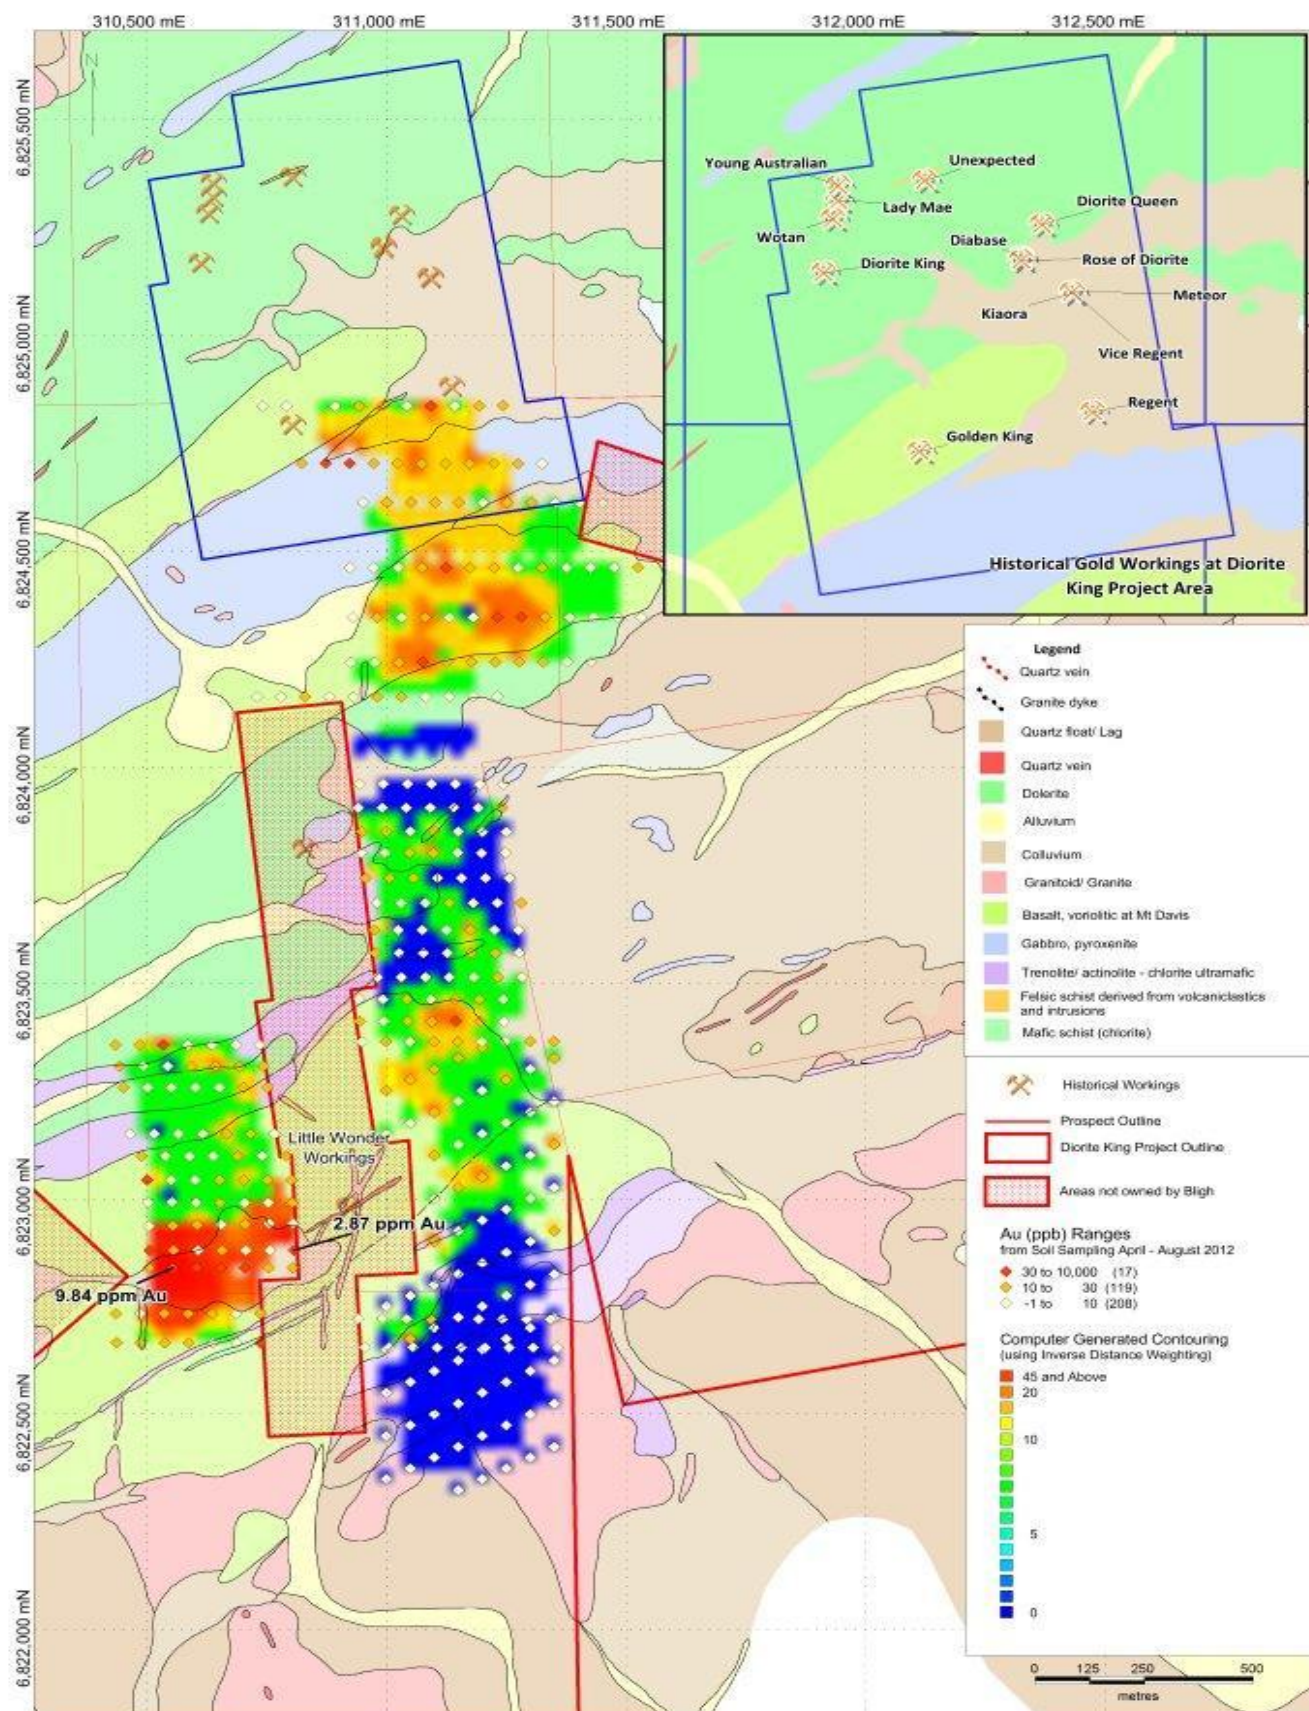 310,500 mE
311,000 mE
311,500 mE
312,000 mE
312,500 mE
N
6,825,500 mN
6,825,000 mN
6,824,500 mN
6,824,000 mN
6,823,500 mN
6,823,000 mN
6,822,500 mN
6,822,000 mN
Young Australian
Unexpected
Lady Mae
Diorite Queen
Wotan
Diabase
Diorite King
Rose of Diorite
Meteor
Kiaora
Vice Regent
Regent
Golden King
Historical Gold Workings at Diorite
King Project Area
Little Wonder
Workings
2.87 ppm Au
9.84 ppm Au
Legend
Quartz vein
Granite dyke
Quartz float/ Lag
Quartz vein
Dolerite
Alluvium
Colluvium
Granitoid/ Granite
Basalt, voriolitic at Mt Davis
Gabbro, pyroxenite
Trenolite/ actinolite - chlorite ultramafic
Felsic schist derived from volcaniclastics
and intrusions
Mafic schist (chlorite)
Historical Workings
Prospect Outline
Diorite King Project Outline
Areas not owned by Bligh
Au (ppb) Ranges
from Soil Sampling April - August 2012
30 to 10,000 (17)
10 to 30 (119)
-1 to 10 (208)
Computer Generated Contouring
(using Inverse Distance Weighting)
45 and Above
20
10
5
0
0 125 250 500
metres